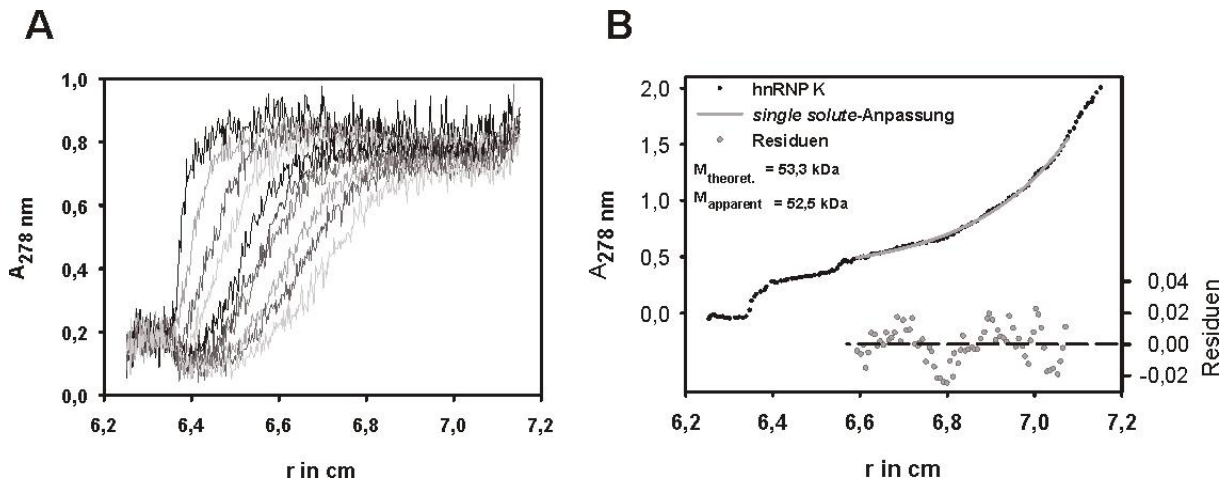 A
1,0
0,8
0,6
0,4
0,2
0,0
A278 nm
6,2 6,4 6,6 6,8 7,0 7,2
r in cm
B
2,0
1,5
1,0
0,5
0,0
A278 nm
hnRNP K
single solute-Anpassung
Residuen
Mtheoret. = 53,3 kDa
Mapparent = 52,5 kDa
0,04
0,02
0,00
-0,02
Residuen
6,2 6,4 6,6 6,8 7,0 7,2
r in cm